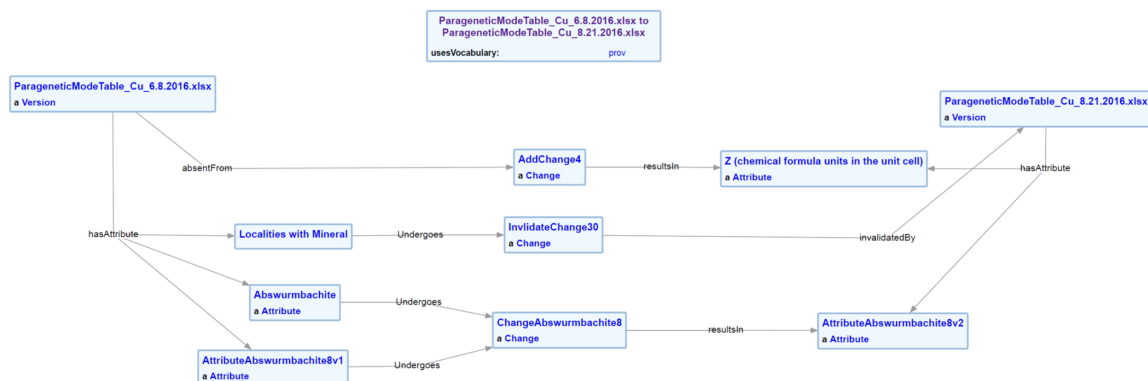 ParageneticModeTable_Cu_6.8.2016.xlsx to
ParageneticModeTable_Cu_8.21.2016.xlsx
usesVocabulary: prov
ParageneticModeTable_Cu_6.8.2016.xlsx
a Version
ParageneticModeTable_Cu_8.21.2016.xlsx
a Version
absentFrom
AddChange4
a Change
resultsIn
Z (chemical formula units in the unit cell)
a Attribute
hasAttribute
hasAttribute
Localities with Mineral
Undergoes
InvlidateChange30
a Change
invalidatedBy
Abswurmbachite
a Attribute
Undergoes
ChangeAbswurmbachite8
a Change
resultsIn
AttributeAbswurmbachite8v2
a Attribute
AttributeAbswurmbachite8v1
a Attribute
Undergoes